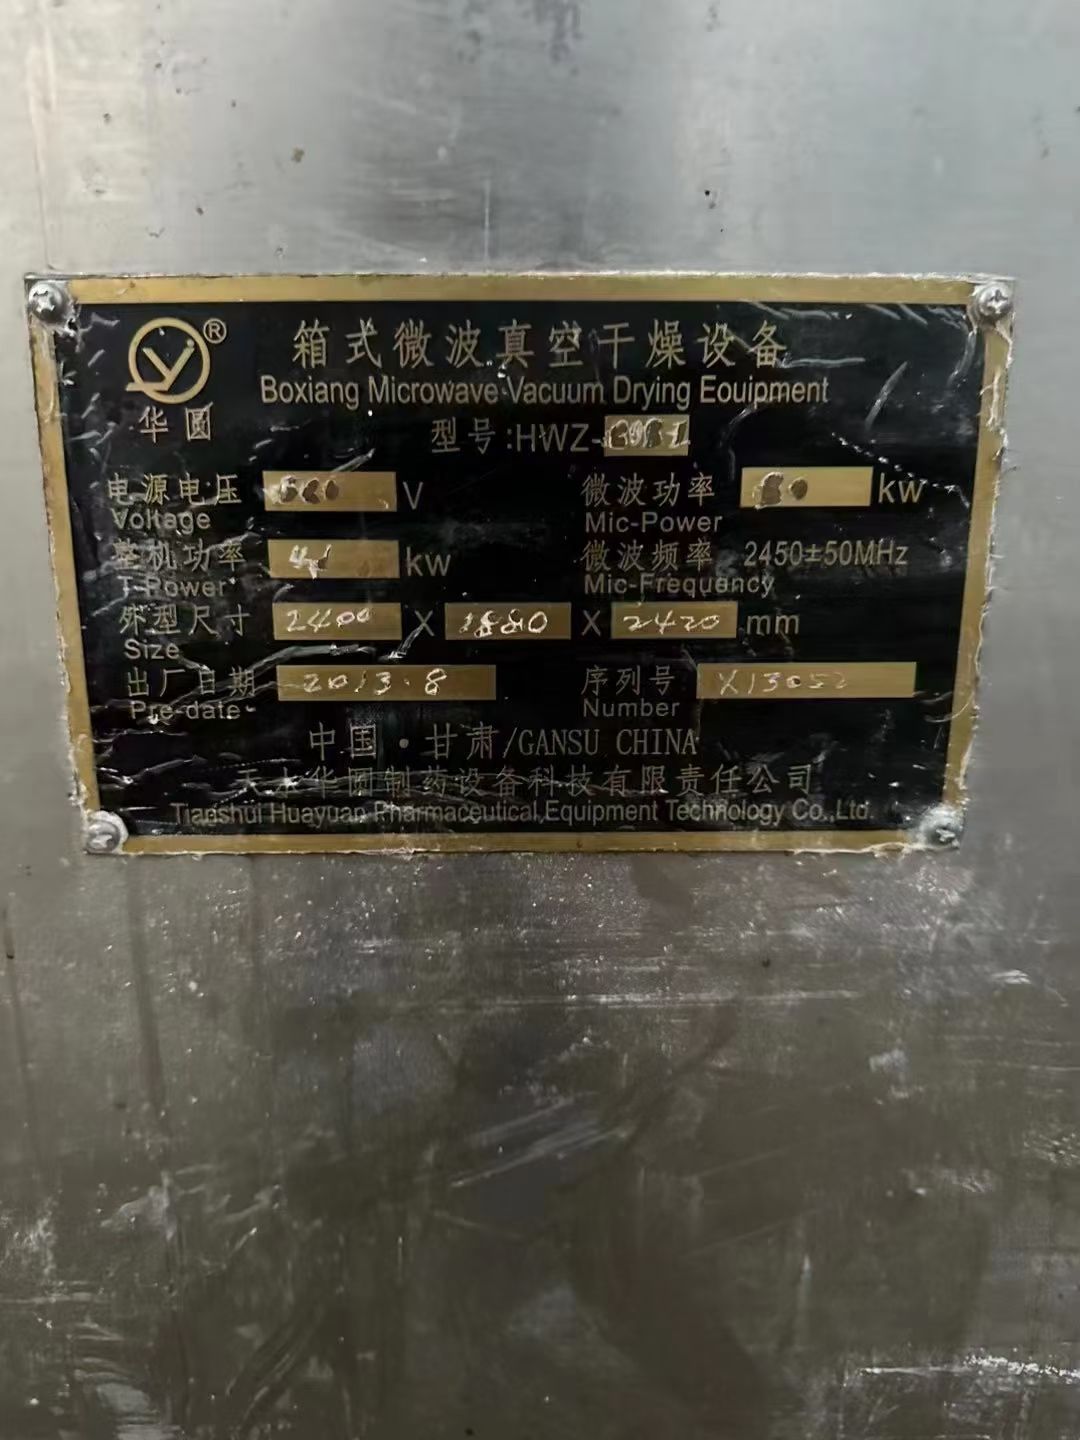 ® 箱式微波真空干燥设备
Boxiang Microwave Vacuum Drying Eouipment
华圆
型号:HWZ-
电源电压 V 微波功率 kw
Voltage Mic-Power
整机功率 kw 微波频率 2450±50MHz
T-Power Mic-Frequency
外型尺寸 2400 X 1880 X 2420 mm
Size
出厂日期 2013.8 序列号 X13052
Pre-date Number
中国·甘肃/GANSU CHINA
天水华圆制药设备科技有限责任公司
Tianshui Huayuan Pharmaceutical Equipment Technology Co.,Ltd.